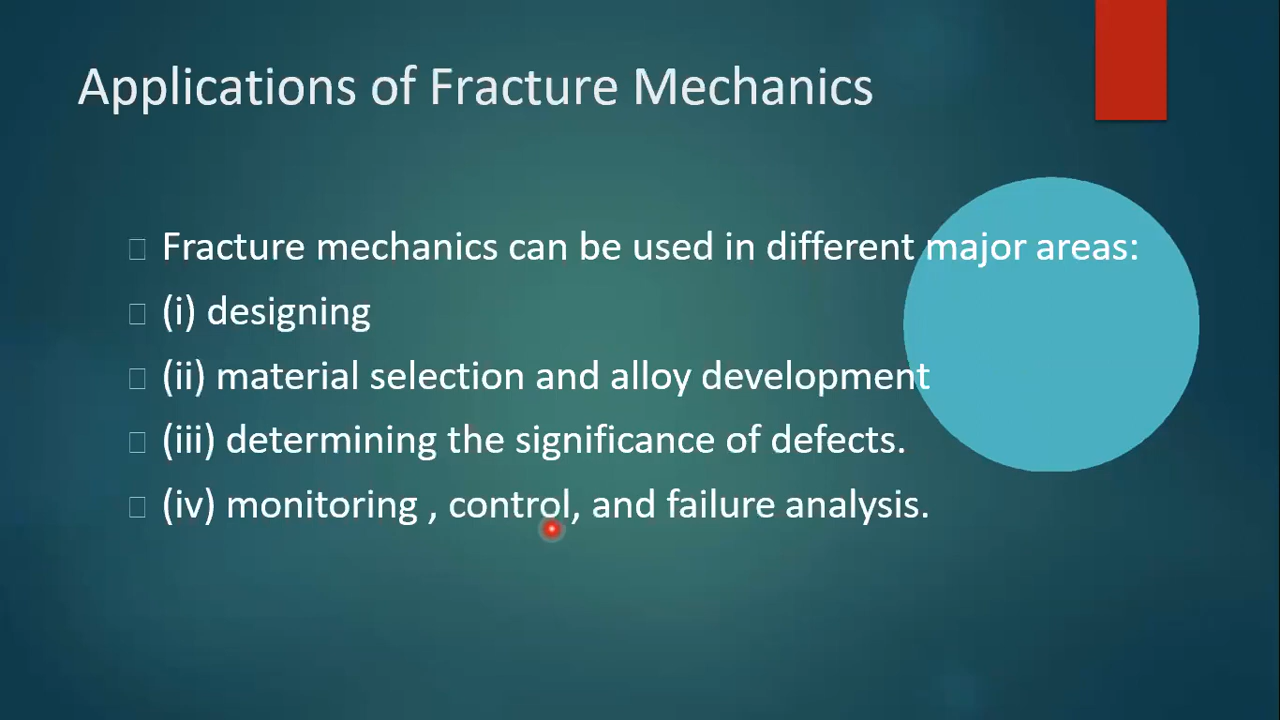 Applications of Fracture Mechanics
Fracture mechanics can be used in different major areas:
(i) designing
(ii) material selection and alloy development
(iii) determining the significance of defects.
(iv) monitoring , control, and failure analysis.